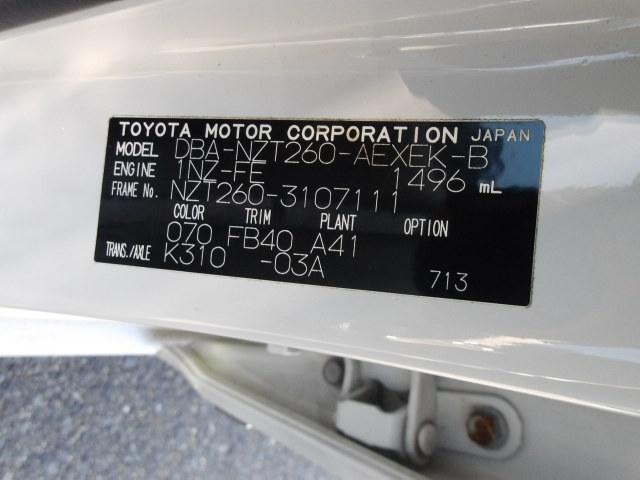 TOYOTA MOTOR CORPORATION JAPAN
MODEL DBA-NZT260-AEXEK-B
ENGINE 1NZ-FE 1496 mL
FRAME No. NZT260-3107111
COLOR TRIM PLANT OPTION
070 FB40 A41
TRANS./AXLE K310 -03A
713